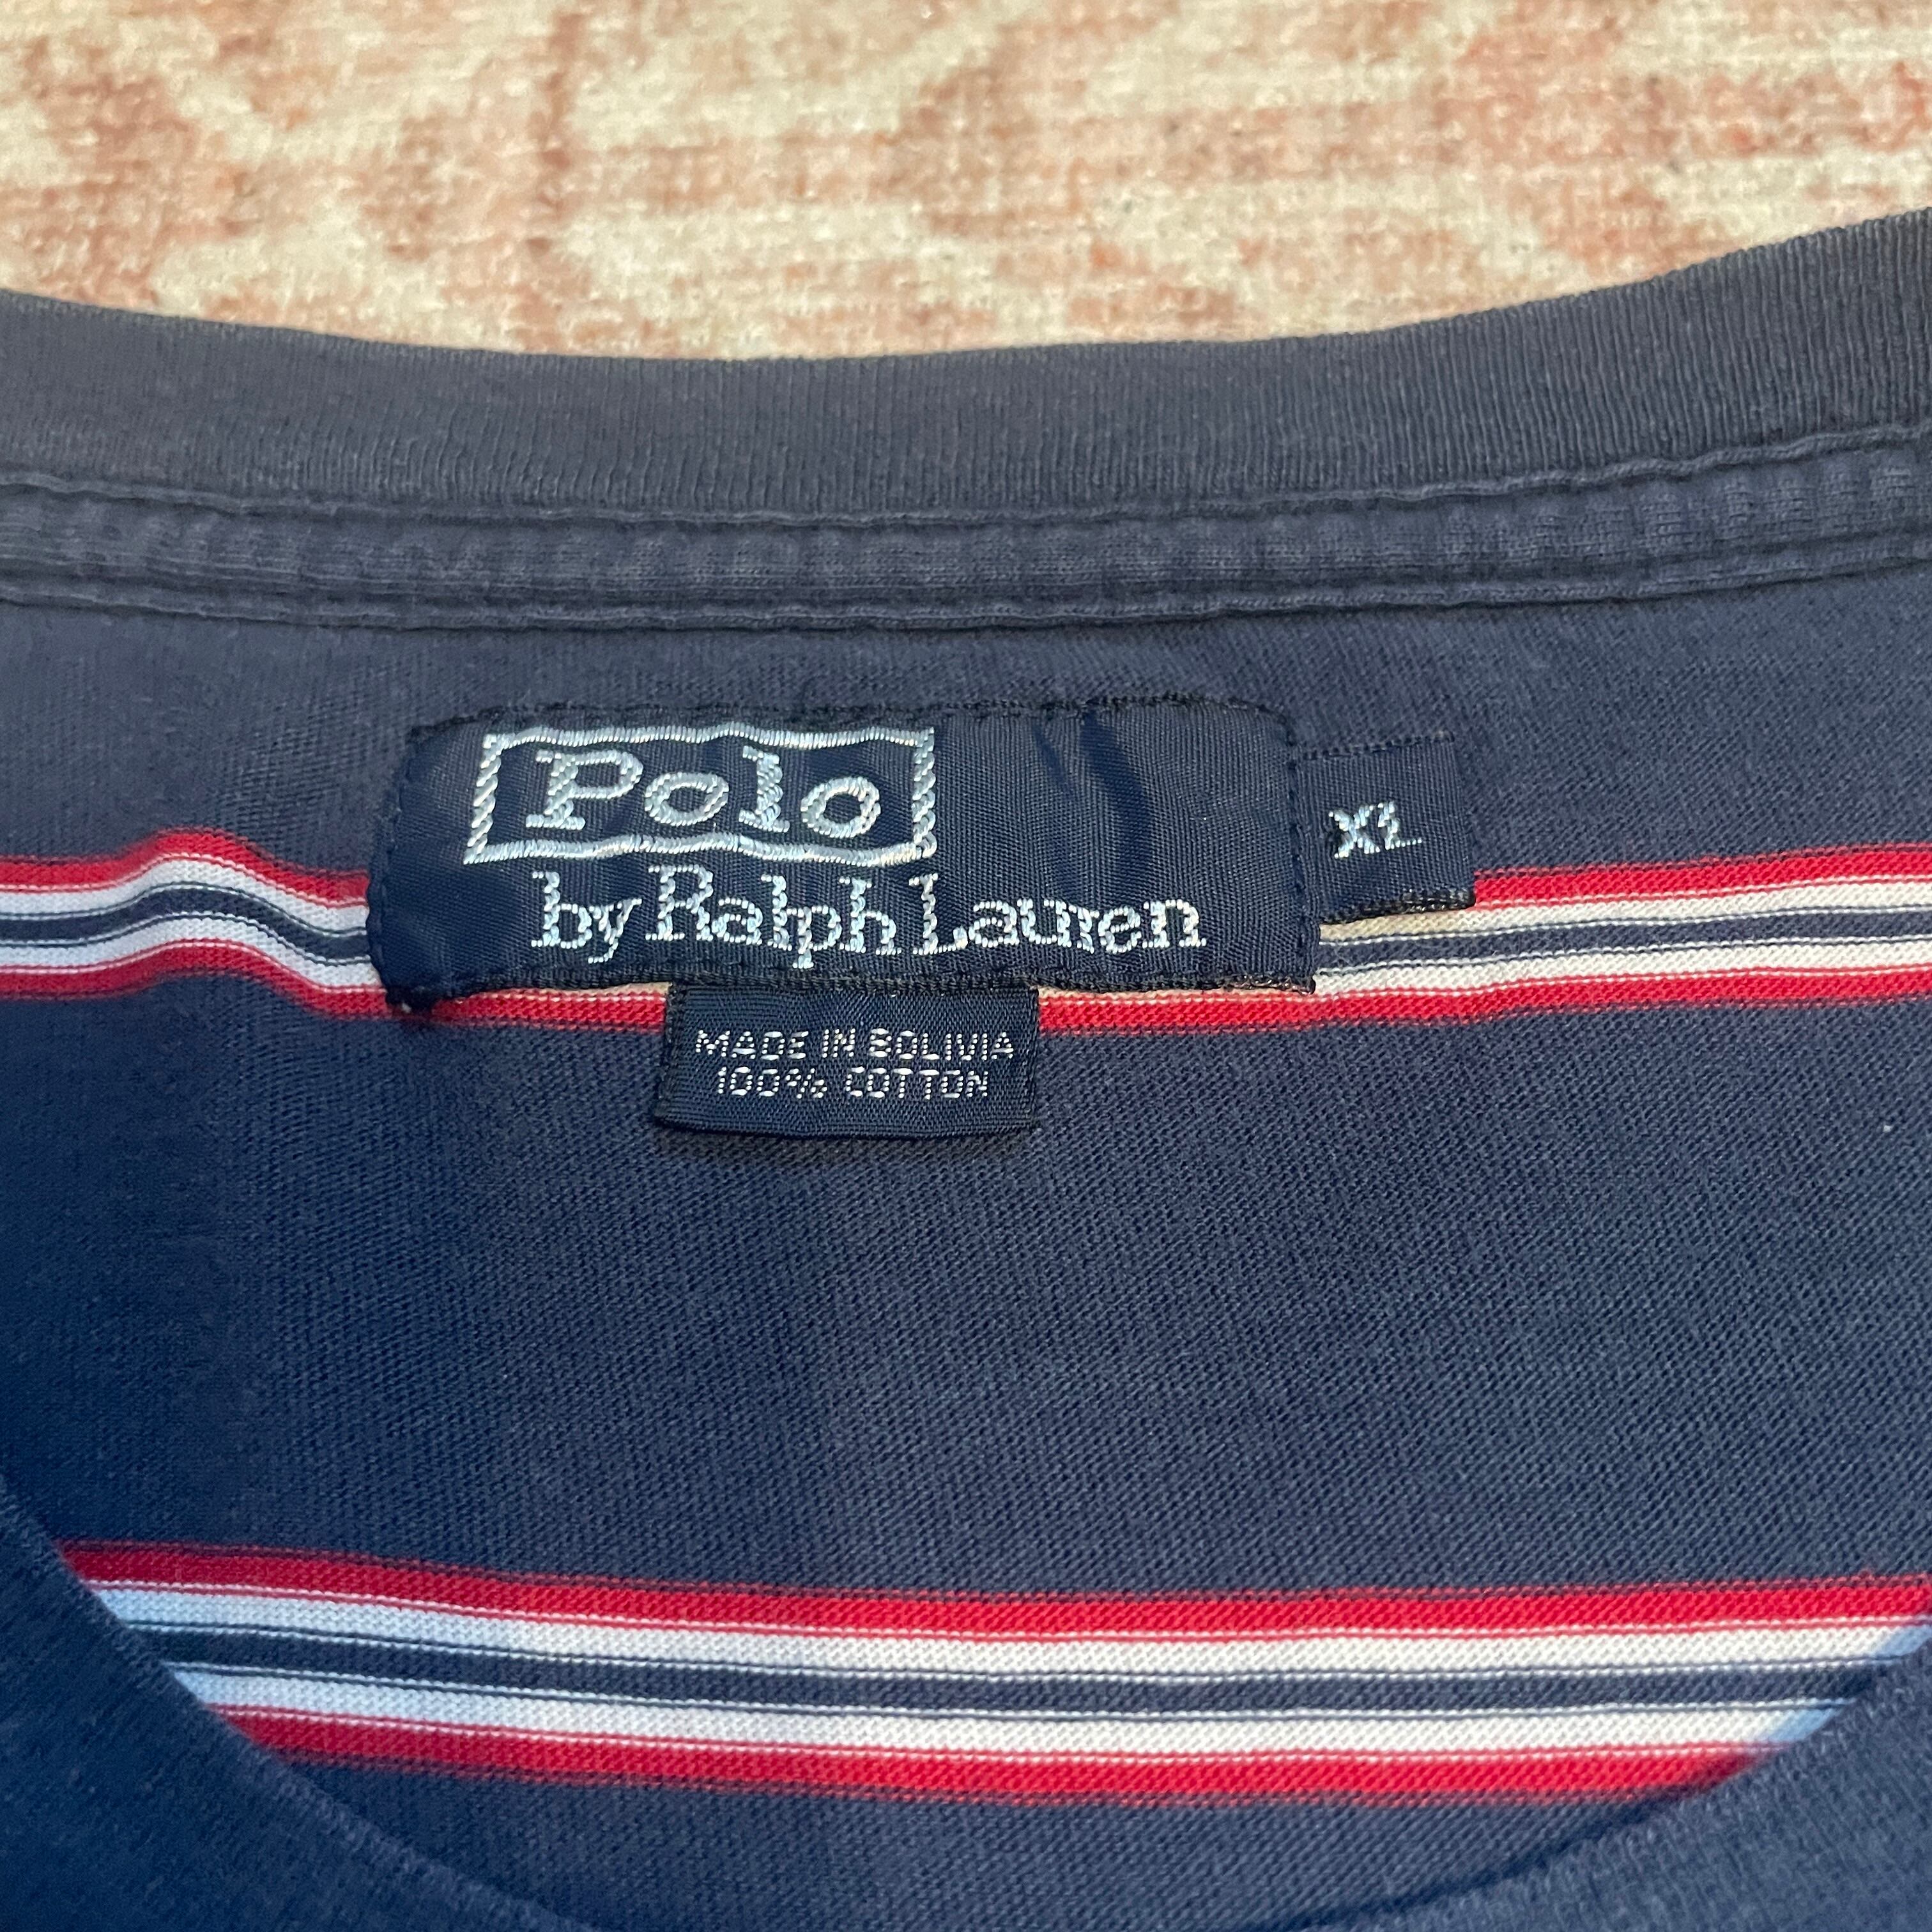 Polo
by Ralph Lauren
XL
MADE IN BOLIVIA
100% COTTON